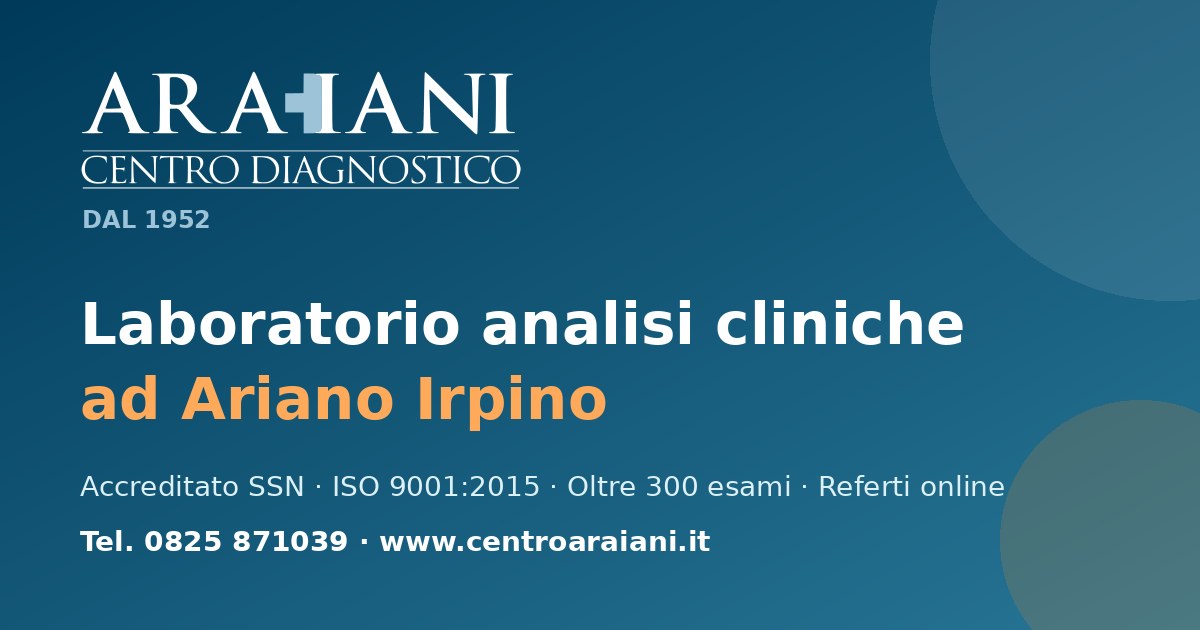 ARAIANI
CENTRO DIAGNOSTICO
DAL 1952
Laboratorio analisi cliniche
ad Ariano Irpino
Accreditato SSN · ISO 9001:2015 · Oltre 300 esami · Referti online
Tel. 0825 871039 · www.centroaraiani.it